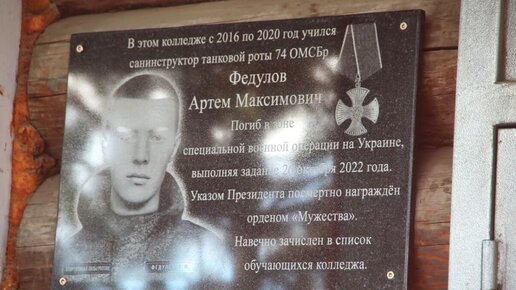 В этом колледже с 2016 по 2020 год учился
санинструктор танковой роты 74 ОМСБр
Федулов
Артем Максимович
Погиб в зоне
специальной военной операции на Украине,
выполняя задание 2022 года.
Указом Президента посмертно награждён
орденом «Мужества».
Навечно зачислен в список
обучающихся колледжа.